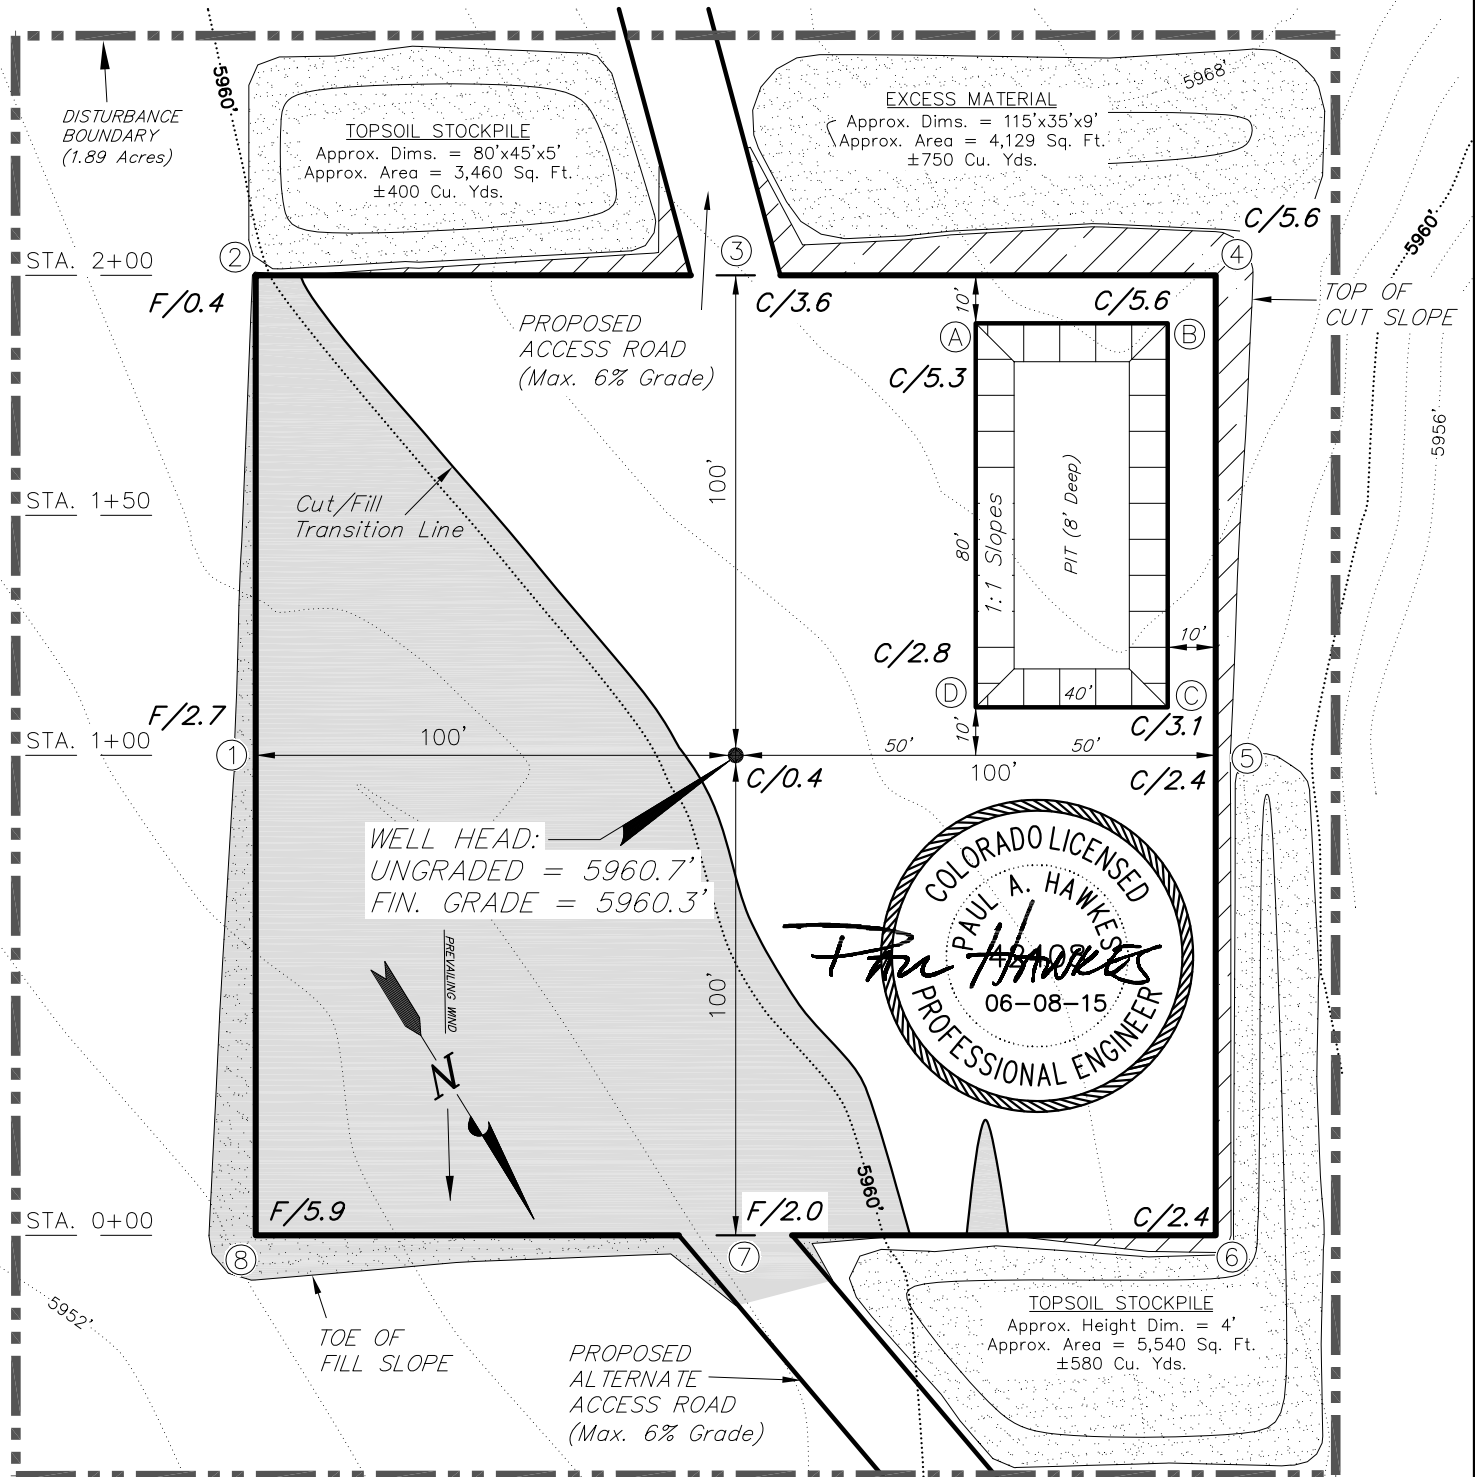 5960'
DISTURBANCE
BOUNDARY
(1.89 Acres)
TOPSOIL STOCKPILE
Approx. Dims. = 80'x45'x5'
Approx. Area = 3,460 Sq. Ft.
±400 Cu. Yds.
EXCESS MATERIAL
Approx. Dims. = 115'x35'x9'
Approx. Area = 4,129 Sq. Ft.
±750 Cu. Yds.
5968'
C/5.6
5960'
STA. 2+00
2
3
4
F/0.4
C/3.6
10'
C/5.6
TOP OF
CUT SLOPE
PROPOSED
ACCESS ROAD
(Max. 6% Grade)
A
B
C/5.3
5956'
100'
STA. 1+50
Cut/Fill
Transition Line
80'
1:1 Slopes
PIT (8' Deep)
10'
C/2.8
D
40'
C
C/3.1
F/2.7
STA. 1+00
1
100'
10'
50'
50'
100'
5
C/0.4
C/2.4
WELL HEAD:
UNGRADED = 5960.7'
FIN. GRADE = 5960.3'
COLORADO LICENSED
PAUL A. HAWKES
Paul Hawkes
06-08-15
PROFESSIONAL ENGINEER
PREVAILING WIND
N
100'
5960'
F/5.9
F/2.0
C/2.4
STA. 0+00
8
7
6
5952'
TOE OF
FILL SLOPE
PROPOSED
ALTERNATE
ACCESS ROAD
(Max. 6% Grade)
TOPSOIL STOCKPILE
Approx. Height Dim. = 4'
Approx. Area = 5,540 Sq. Ft.
±580 Cu. Yds.